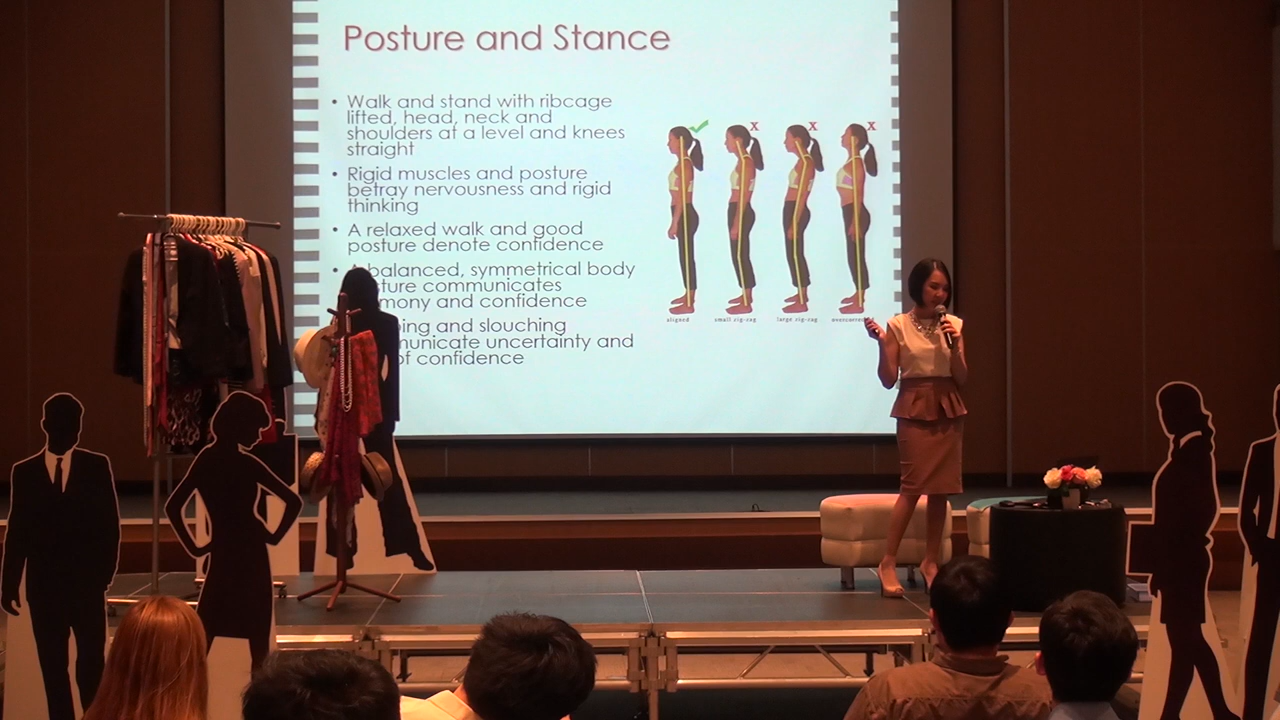 Posture and Stance
• Walk and stand with ribcage
lifted, head, neck and
shoulders at a level and knees
straight
• Rigid muscles and posture
betray nervousness and rigid
thinking
• A relaxed walk and good
posture denote confidence
• balanced, symmetrical body
communicates
and confidence
and slouching
uncertainty and
of confidence
X X X
aligned small zig-zag large zig-zag